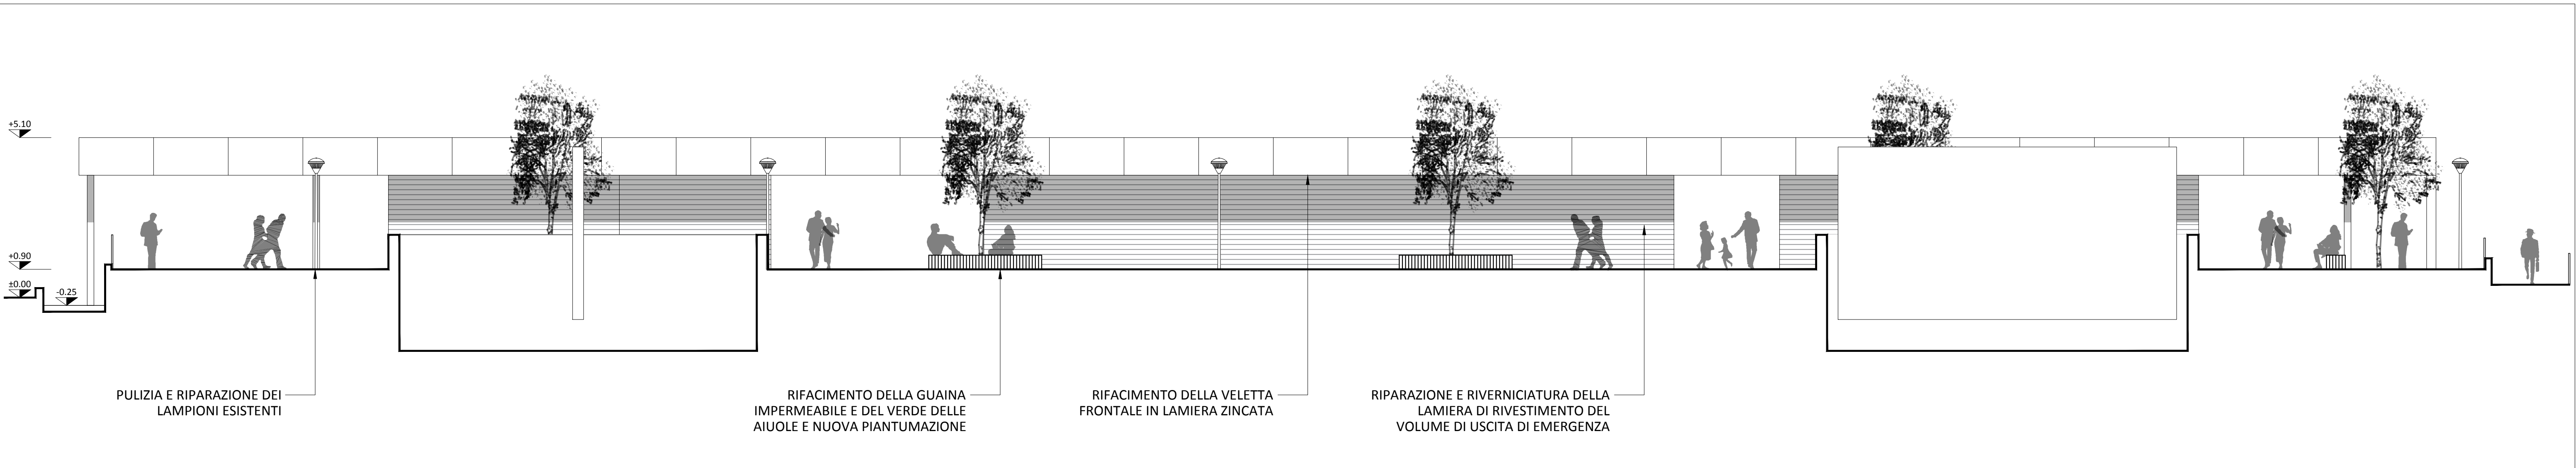 +5.10
+0.90
±0.00
-0.25
PULIZIA E RIPARAZIONE DEI
LAMPIONI ESISTENTI
RIFACIMENTO DELLA GUAINA
IMPERMEABILE E DEL VERDE DELLE
AIUOLE E NUOVA PIANTUMAZIONE
RIFACIMENTO DELLA VELETTA
FRONTALE IN LAMIERA ZINCATA
RIPARAZIONE E RIVERNICIATURA DELLA
LAMIERA DI RIVESTIMENTO DEL
VOLUME DI USCITA DI EMERGENZA